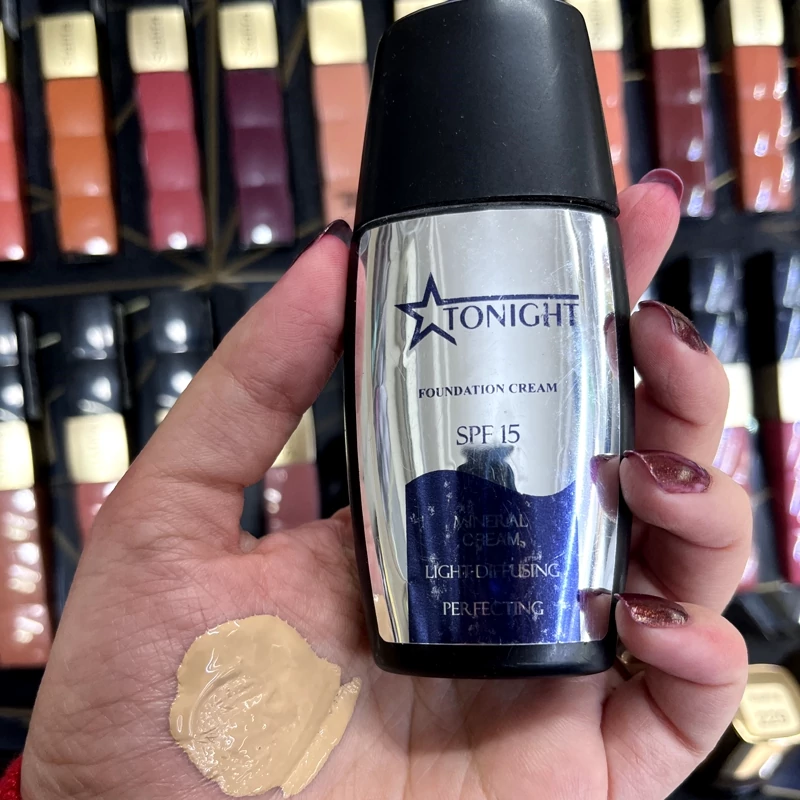 TONIGHT
FOUNDATION CREAM
SPF 15
MINERAL
CREAM
LIGHT-DIFFUSING
PERFECTING